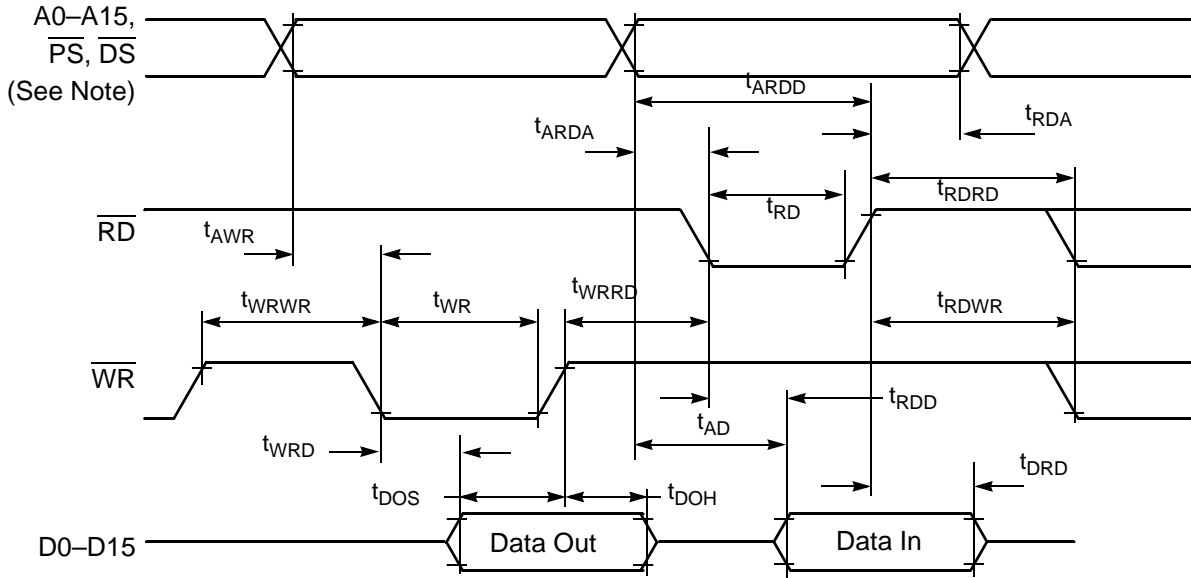 A0–A15,
PS, DS
(See Note)
tARDD
tRDA
tARDA
tRD
tRDRD
RD
tAWR
tWRWR
tWR
tWRRD
tRDWR
WR
tRDD
tAD
tWRD
tDRD
tDOS
tDOH
D0–D15
Data Out
Data In